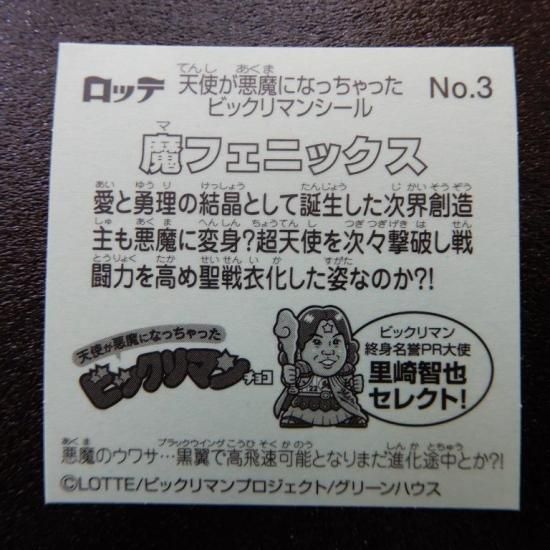 ロッテ 天使が悪魔になっちゃった No.3
てんし あくま
ビックリマンシール
マ
魔フェニックス
あい ゆうり けっしょう たんじょう じかいそうぞう
愛と勇理の結晶として誕生した次界創造
しゅ あくま へんしん ちょうてんし つぎつぎげきは せん
主も悪魔に変身?超天使を次々撃破し戦
とうりょく たか せいせんいか すがた
闘力を高め聖戦衣化した姿なのか?!
天使が悪魔になっちゃった
ビックリマンチョコ
ビックリマン
終身名誉PR大使
里崎智也
セレクト!
あくま ブラックウイング こうひそくかのう しんかとちゅう
悪魔のウワサ…黒翼で高飛速可能となりまだ進化途中とか?!
©LOTTE/ビックリマンプロジェクト/グリーンハウス